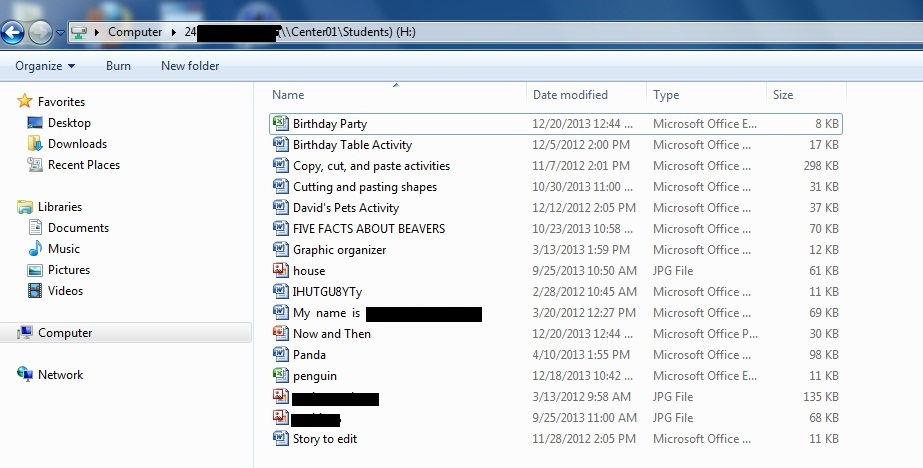 Computer ▸ 24 (\\Center01\Students) (H:)
Organize Burn New folder
Name Date modified Type Size
Favorites
Desktop
Downloads
Recent Places
Libraries
Documents
Music
Pictures
Videos
Computer
Network
Birthday Party 12/20/2013 12:44 ... Microsoft Office E... 8 KB
Birthday Table Activity 12/5/2012 2:00 PM Microsoft Office ... 17 KB
Copy, cut, and paste activities 11/7/2012 2:01 PM Microsoft Office ... 298 KB
Cutting and pasting shapes 10/30/2013 11:00 ... Microsoft Office ... 31 KB
David's Pets Activity 12/12/2012 2:05 PM Microsoft Office ... 37 KB
FIVE FACTS ABOUT BEAVERS 10/23/2013 10:58 ... Microsoft Office ... 70 KB
Graphic organizer 3/13/2013 1:59 PM Microsoft Office ... 12 KB
house 9/25/2013 10:50 AM JPG File 61 KB
IHUTGU8YTy 2/28/2012 10:45 AM Microsoft Office ... 11 KB
My name is 3/20/2012 12:27 PM Microsoft Office ... 69 KB
Now and Then 12/20/2013 12:44 ... Microsoft Office P... 30 KB
Panda 4/10/2013 1:55 PM Microsoft Office ... 98 KB
penguin 12/18/2013 10:42 ... Microsoft Office E... 11 KB
3/13/2012 9:58 AM JPG File 135 KB
9/25/2013 11:00 AM JPG File 68 KB
Story to edit 11/28/2012 2:05 PM Microsoft Office ... 11 KB